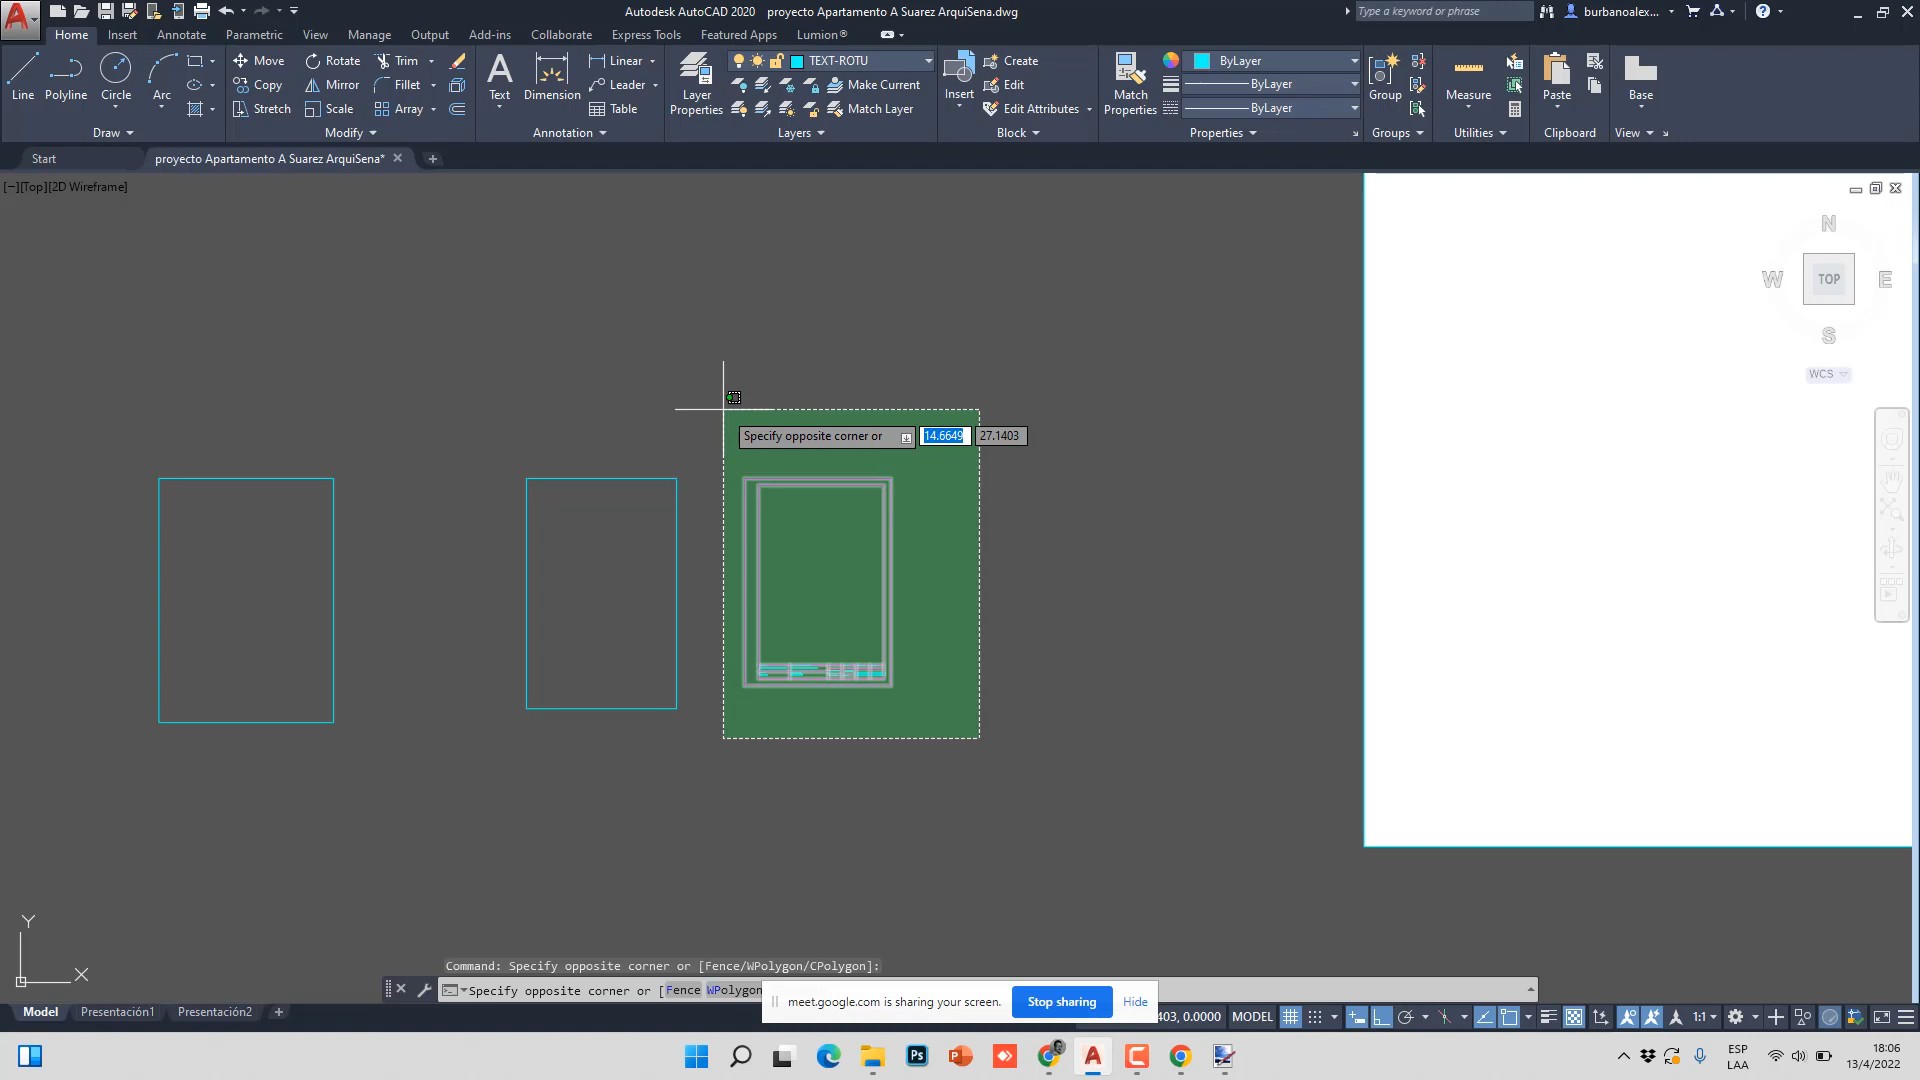 Autodesk AutoCAD 2020 proyecto Apartamento A Suarez ArquiSena.dwg
Type a keyword or phrase
burbanoalex...
Home Insert Annotate Parametric View Manage Output Add-ins Collaborate Express Tools Featured Apps Lumion®
Line Polyline Circle Arc
Move Rotate Trim
Copy Mirror Fillet
Stretch Scale Array
Text Dimension
Linear
Leader
Table
Layer Properties
TEXT-ROTU
Make Current
Match Layer
Insert
Create
Edit
Edit Attributes
Match Properties
ByLayer
ByLayer
ByLayer
Group
Measure
Paste
Base
Draw Modify Annotation Layers Block Properties Groups Utilities Clipboard View
Start proyecto Apartamento A Suarez ArquiSena*
[−][Top][2D Wireframe]
N
W TOP E
S
WCS
Specify opposite corner or 14.6649 27.1403
Y
X
Command: Specify opposite corner or [Fence/WPolygon/CPolygon]:
Specify opposite corner or [Fence WPolygon
meet.google.com is sharing your screen. Stop sharing Hide
Model Presentación1 Presentación2
403, 0.0000 MODEL 1:1
Ps
ESP
LAA
18:06
13/4/2022